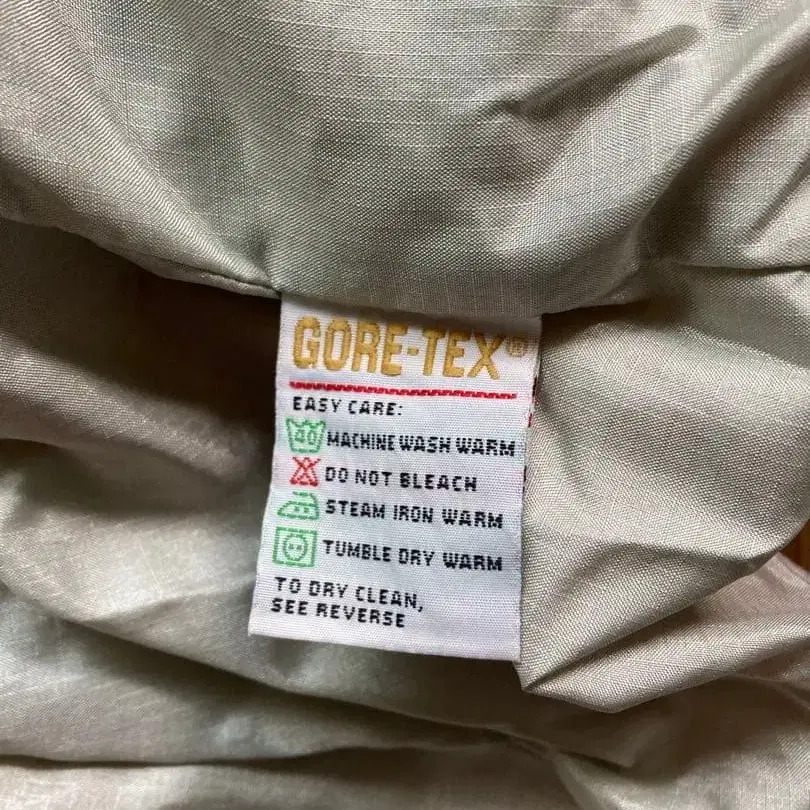 GORE-TEX®
EASY CARE:
40 MACHINE WASH WARM
DO NOT BLEACH
STEAM IRON WARM
TUMBLE DRY WARM
TO DRY CLEAN,
SEE REVERSE